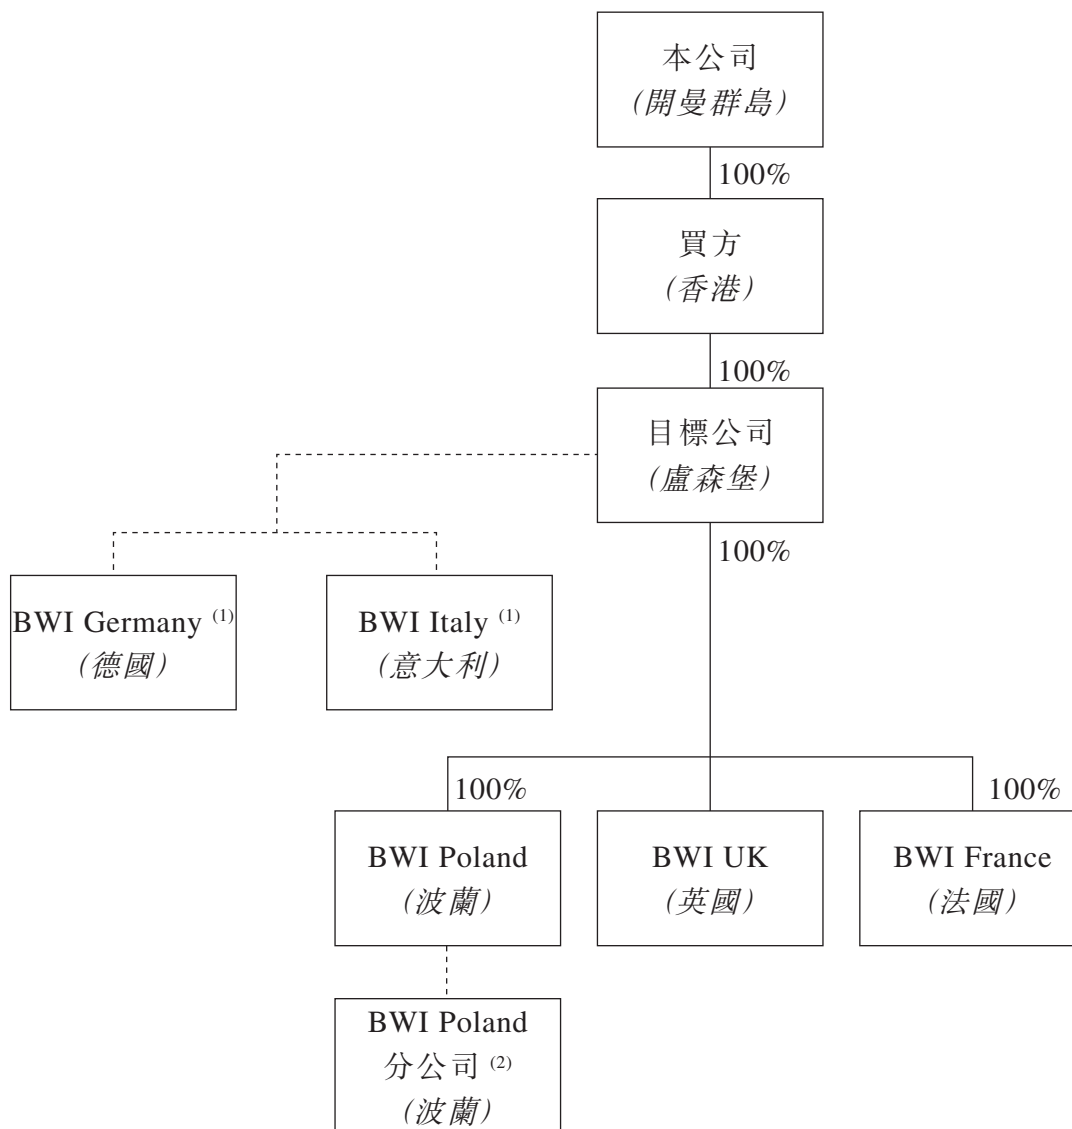 本公司
(開曼群島)
100%
買方
(香港)
100%
目標公司
(盧森堡)
100%
BWI Germany (1)
(德國)
BWI Italy (1)
(意大利)
100%
100%
BWI Poland
(波蘭)
BWI UK
(英國)
BWI France
(法國)
BWI Poland
分公司 (2)
(波蘭)